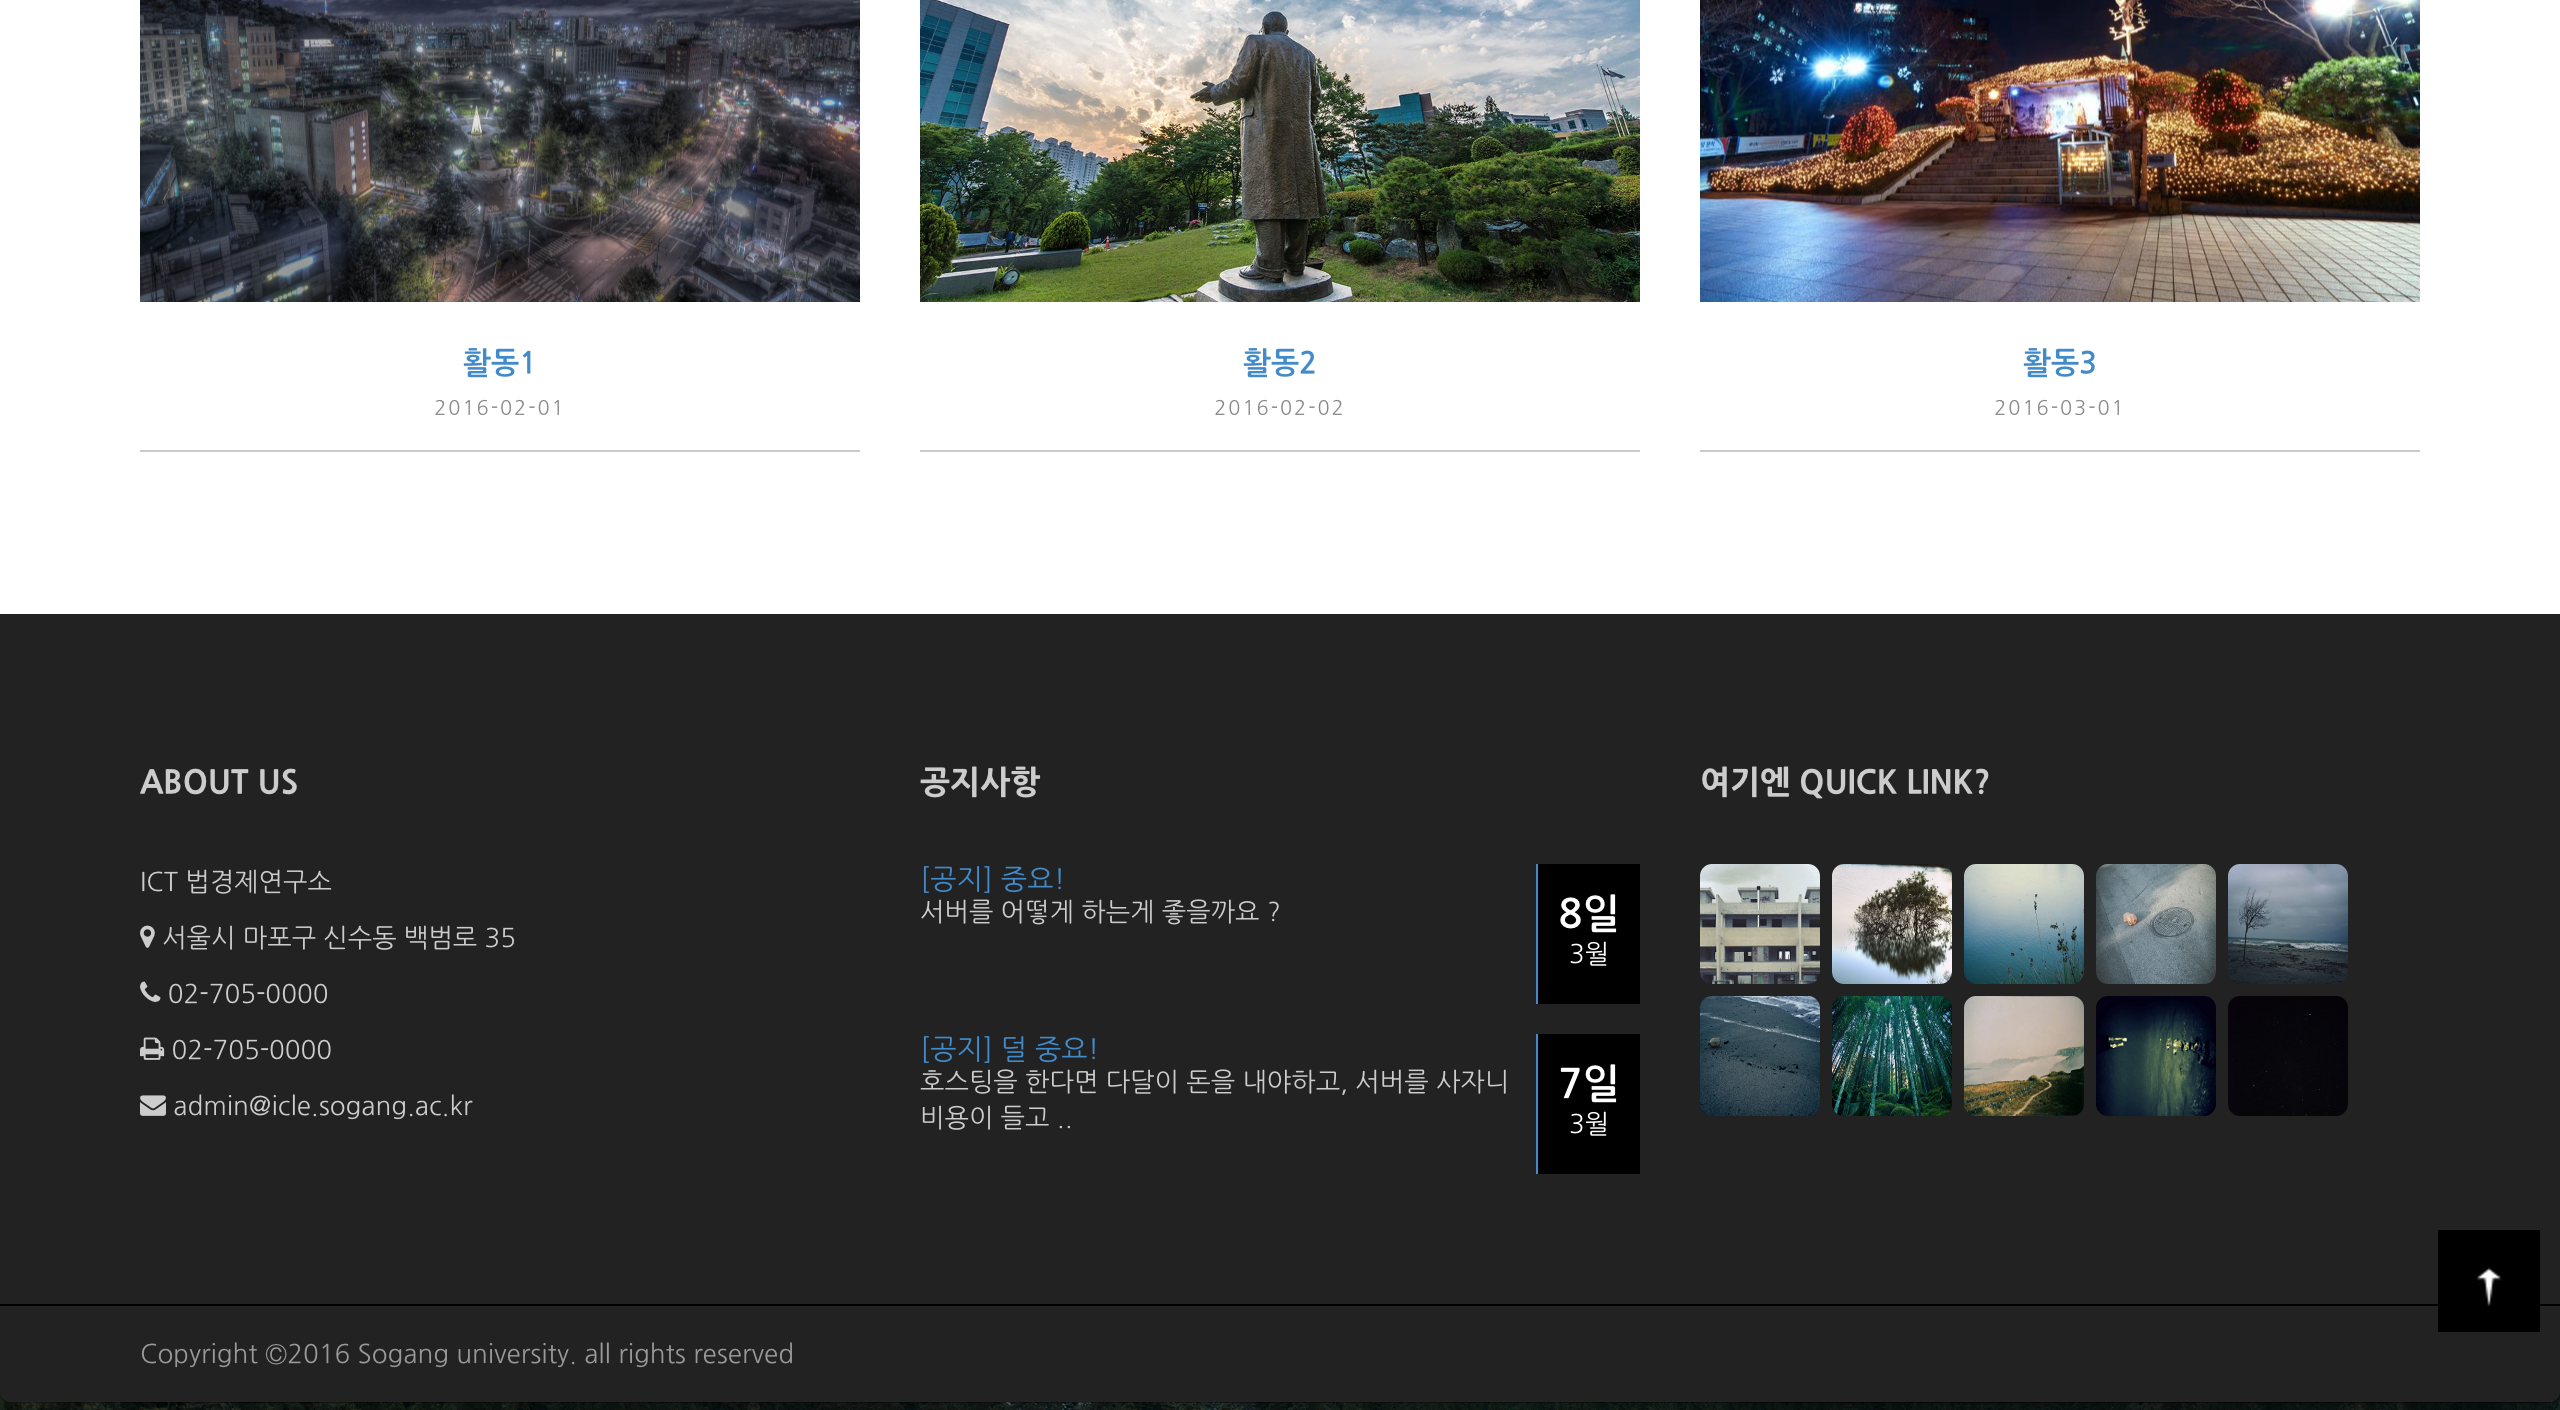 활동1
2016-02-01
활동2
2016-02-02
활동3
2016-03-01
ABOUT US
ICT 법경제연구소
서울시 마포구 신수동 백범로 35
02-705-0000
02-705-0000
admin@icle.sogang.ac.kr
공지사항
[공지] 중요!
서버를 어떻게 하는게 좋을까요 ?
8일
3월
[공지] 덜 중요!
호스팅을 한다면 다달이 돈을 내야하고, 서버를 사자니
비용이 들고 ..
7일
3월
여기엔 QUICK LINK?
Copyright ©2016 Sogang university. all rights reserved